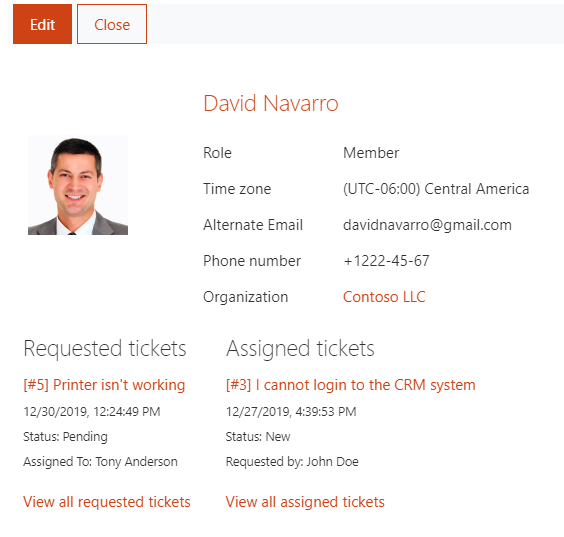 Edit Close
David Navarro
Role Member
Time zone (UTC-06:00) Central America
Alternate Email davidnavarro@gmail.com
Phone number +1222-45-67
Organization Contoso LLC
Requested tickets
[#5] Printer isn't working
12/30/2019, 12:24:49 PM
Status: Pending
Assigned To: Tony Anderson
View all requested tickets
Assigned tickets
[#3] I cannot login to the CRM system
12/27/2019, 4:39:53 PM
Status: New
Requested by: John Doe
View all assigned tickets